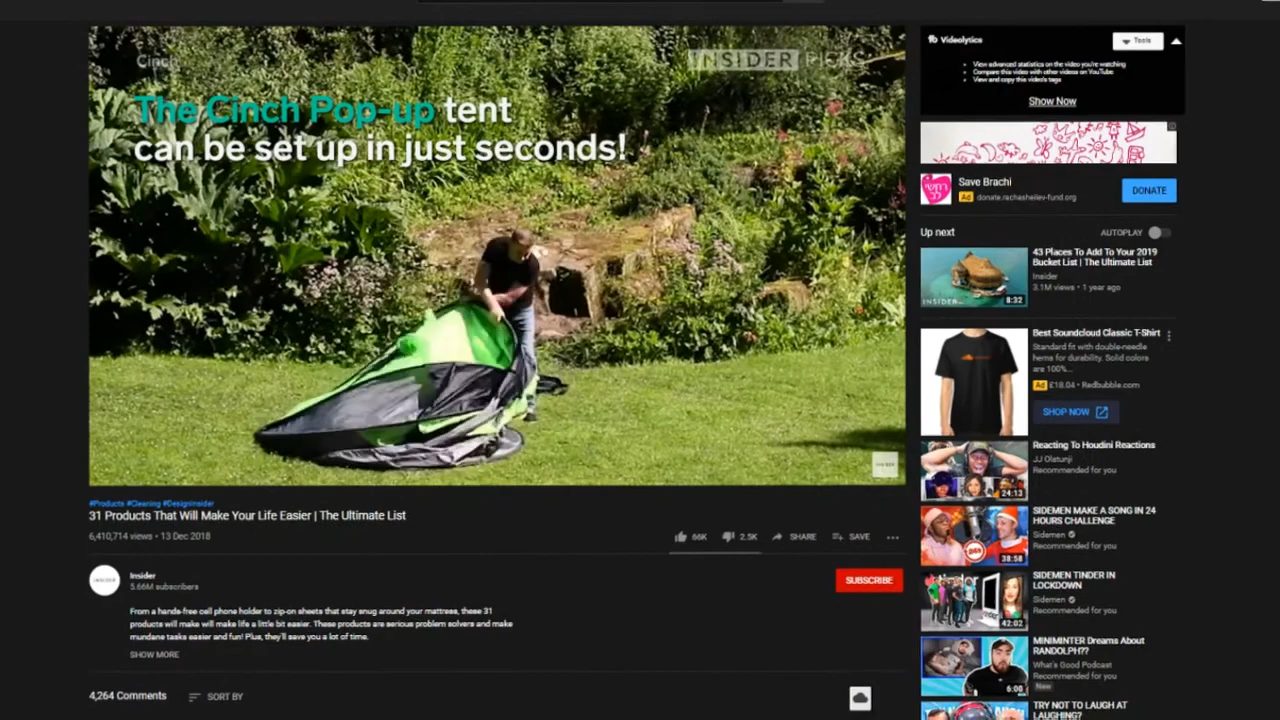 Cinch
INSIDER PICKS
The Cinch Pop-up tent
can be set up in just seconds!
#Products #Cleaning #DesignInsider
31 Products That Will Make Your Life Easier | The Ultimate List
6,410,714 views • 13 Dec 2018
66K
2.5K
SHARE
SAVE
INSIDER
Insider
5.66M subscribers
SUBSCRIBE
From a hands-free cell phone holder to zip-on sheets that stay snug around your mattress, these 31
products will make will make life a little bit easier. These products are serious problem solvers and make
mundane tasks easier and fun! Plus, they'll save you a lot of time.
SHOW MORE
4,264 Comments
SORT BY
Videolytics
Tools
View advanced statistics on the video you're watching
Compare this video with other videos on YouTube
View and copy this video's tags
Show Now
Save Brachi
Ad donate.rachasheilev-fund.org
DONATE
Up next
AUTOPLAY
INSIDER
8:32
43 Places To Add To Your 2019
Bucket List | The Ultimate List
Insider
3.1M views • 1 year ago
Best Soundcloud Classic T-Shirt
Standard fit with double-needle
hems for durability. Solid colors
are 100%...
Ad £18.04 • Redbubble.com
SHOP NOW
24:13
Reacting To Houdini Reactions
JJ Olatunji
Recommended for you
38:58
SIDEMEN MAKE A SONG IN 24
HOURS CHALLENGE
Sidemen
Recommended for you
42:02
SIDEMEN TINDER IN
LOCKDOWN
Sidemen
Recommended for you
6:08
MINIMINTER Dreams About
RANDOLPH??
What's Good Podcast
Recommended for you
New
TRY NOT TO LAUGH AT
LAUGHING?